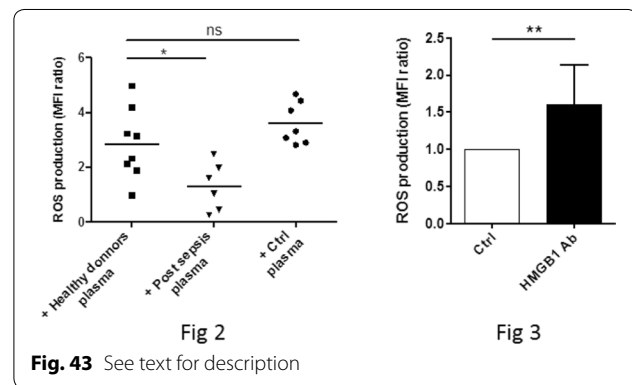 ns
*
ROS production (MFI ratio)
6
4
2
0
+ Healthy donnors
plasma
+ Post sepsis
plasma
+ Ctrl
plasma
Fig 2
**
ROS production (MFI ratio)
2.5
2.0
1.5
1.0
0.5
0.0
Ctrl
HMGB1 Ab
Fig 3
Fig. 43 See text for description